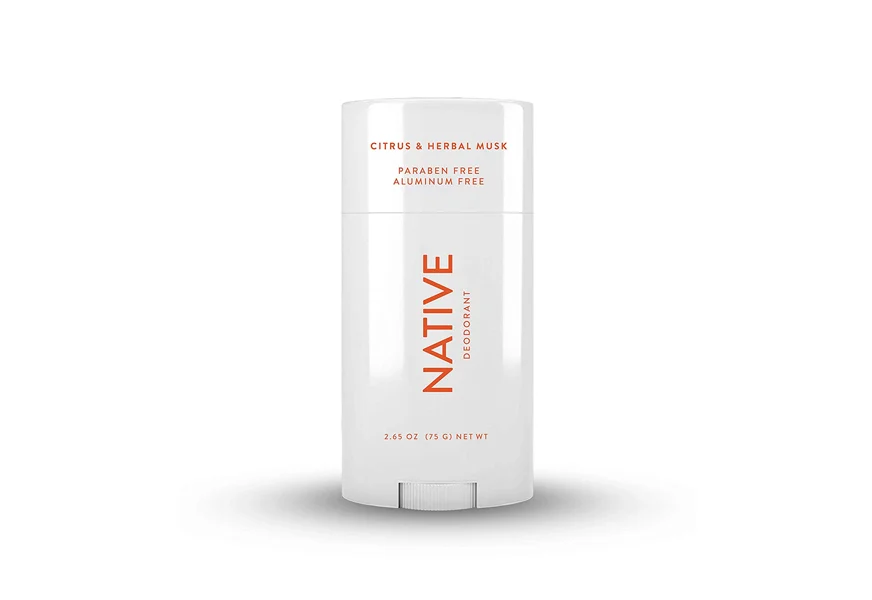 CITRUS & HERBAL MUSK
PARABEN FREE
ALUMINUM FREE
NATIVE
DEODORANT
2.65 OZ (75 G) NET WT